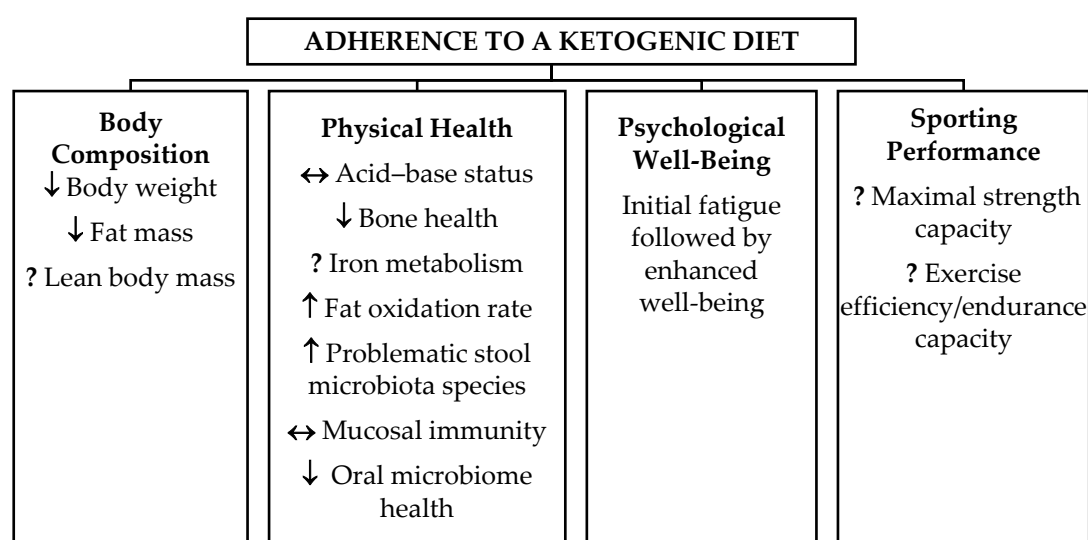 ADHERENCE TO A KETOGENIC DIET
Body
Composition
↓ Body weight
↓ Fat mass
? Lean body mass
Physical Health
↔ Acid–base status
↓ Bone health
? Iron metabolism
↑ Fat oxidation rate
↑ Problematic stool
microbiota species
↔ Mucosal immunity
↓ Oral microbiome
health
Psychological
Well-Being
Initial fatigue
followed by
enhanced
well-being
Sporting
Performance
? Maximal strength
capacity
? Exercise
efficiency/endurance
capacity